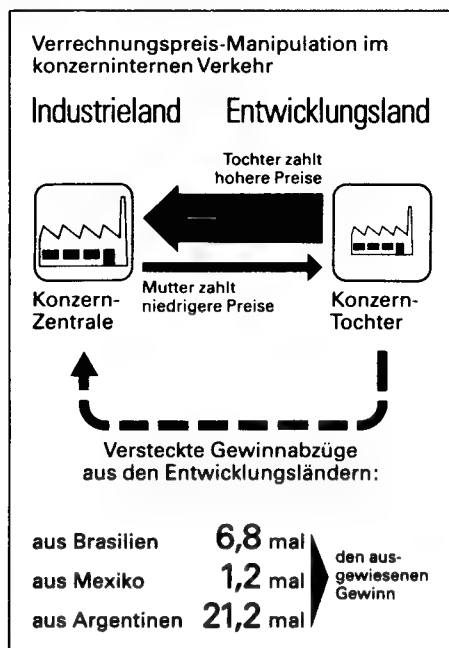 Verrechnungspreis-Manipulation im
konzerninternen Verkehr
Industrieland Entwicklungsland
Tochter zahlt
hohere Preise
Mutter zahlt
niedrigere Preise
Konzern-
Zentrale
Konzern-
Tochter
Versteckte Gewinnabzüge
aus den Entwicklungsländern:
aus Brasilien 6,8 mal
aus Mexiko 1,2 mal
aus Argentinen 21,2 mal
den aus-
gewiesenen
Gewinn